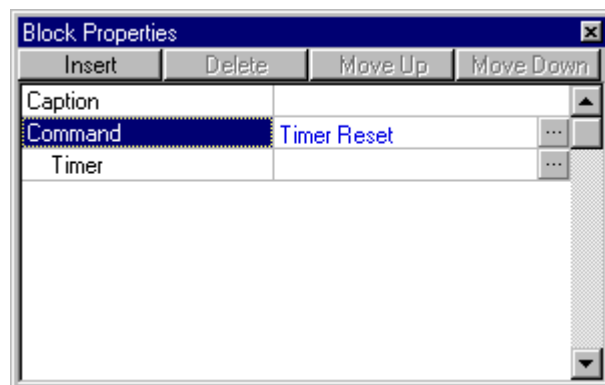 Block Properties
Insert Delete Move Up Move Down
Caption
Command Timer Reset ...
Timer ...